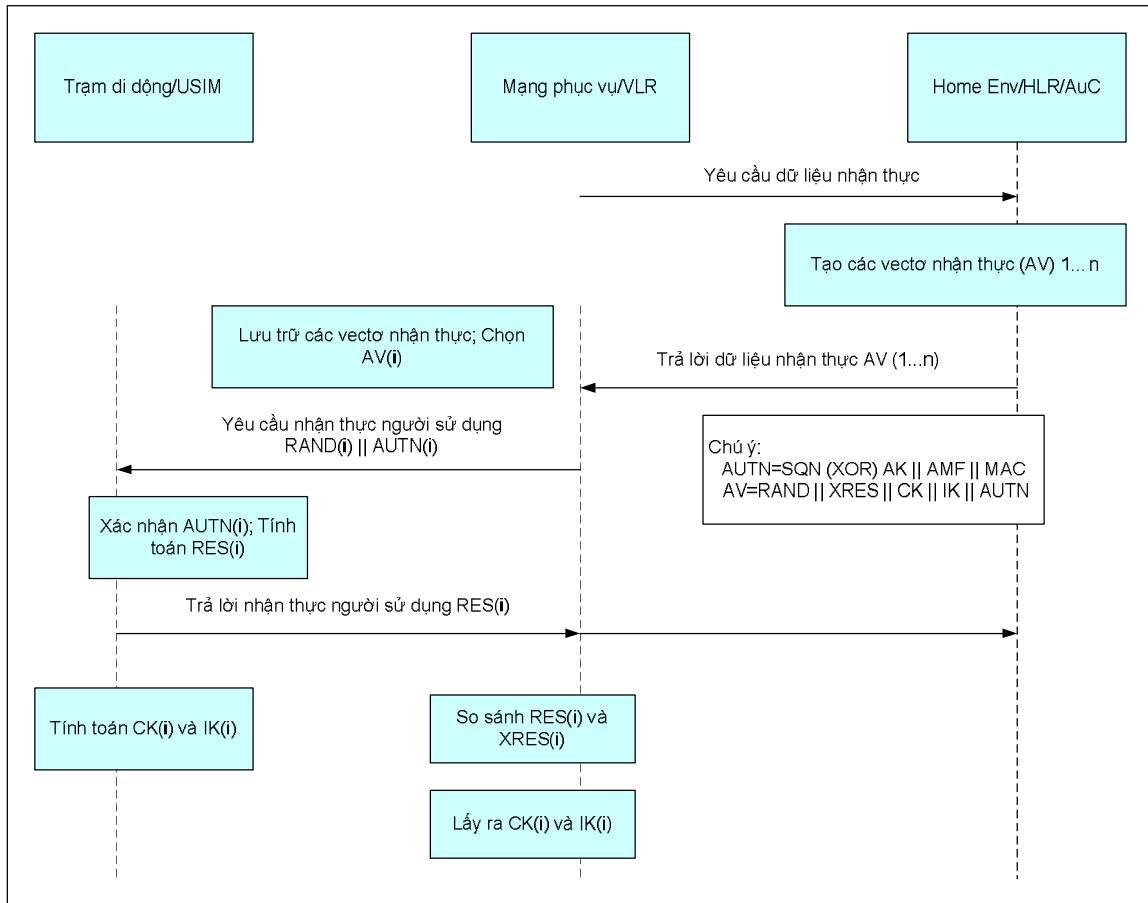 Trạm di động/USIM
Mạng phục vụ/VLR
Home Env/HLR/AuC
Yêu cầu dữ liệu nhận thực
Tạo các vectơ nhận thực (AV) 1... n
Lưu trữ các vectơ nhận thực; Chọn
AV(i)
Trả lời dữ liệu nhận thực AV (1...n)
Yêu cầu nhận thực người sử dụng
RAND(i) || AUTN(i)
Chú ý:
AUTN=SQN (XOR) AK || AMF || MAC
AV=RAND || XRES || CK || IK || AUTN
Xác nhận AUTN(i); Tính
toán RES(i)
Trả lời nhận thực người sử dụng RES(i)
Tính toán CK(i) và IK(i)
So sánh RES(i) và
XRES(i)
Lấy ra CK(i) và IK(i)